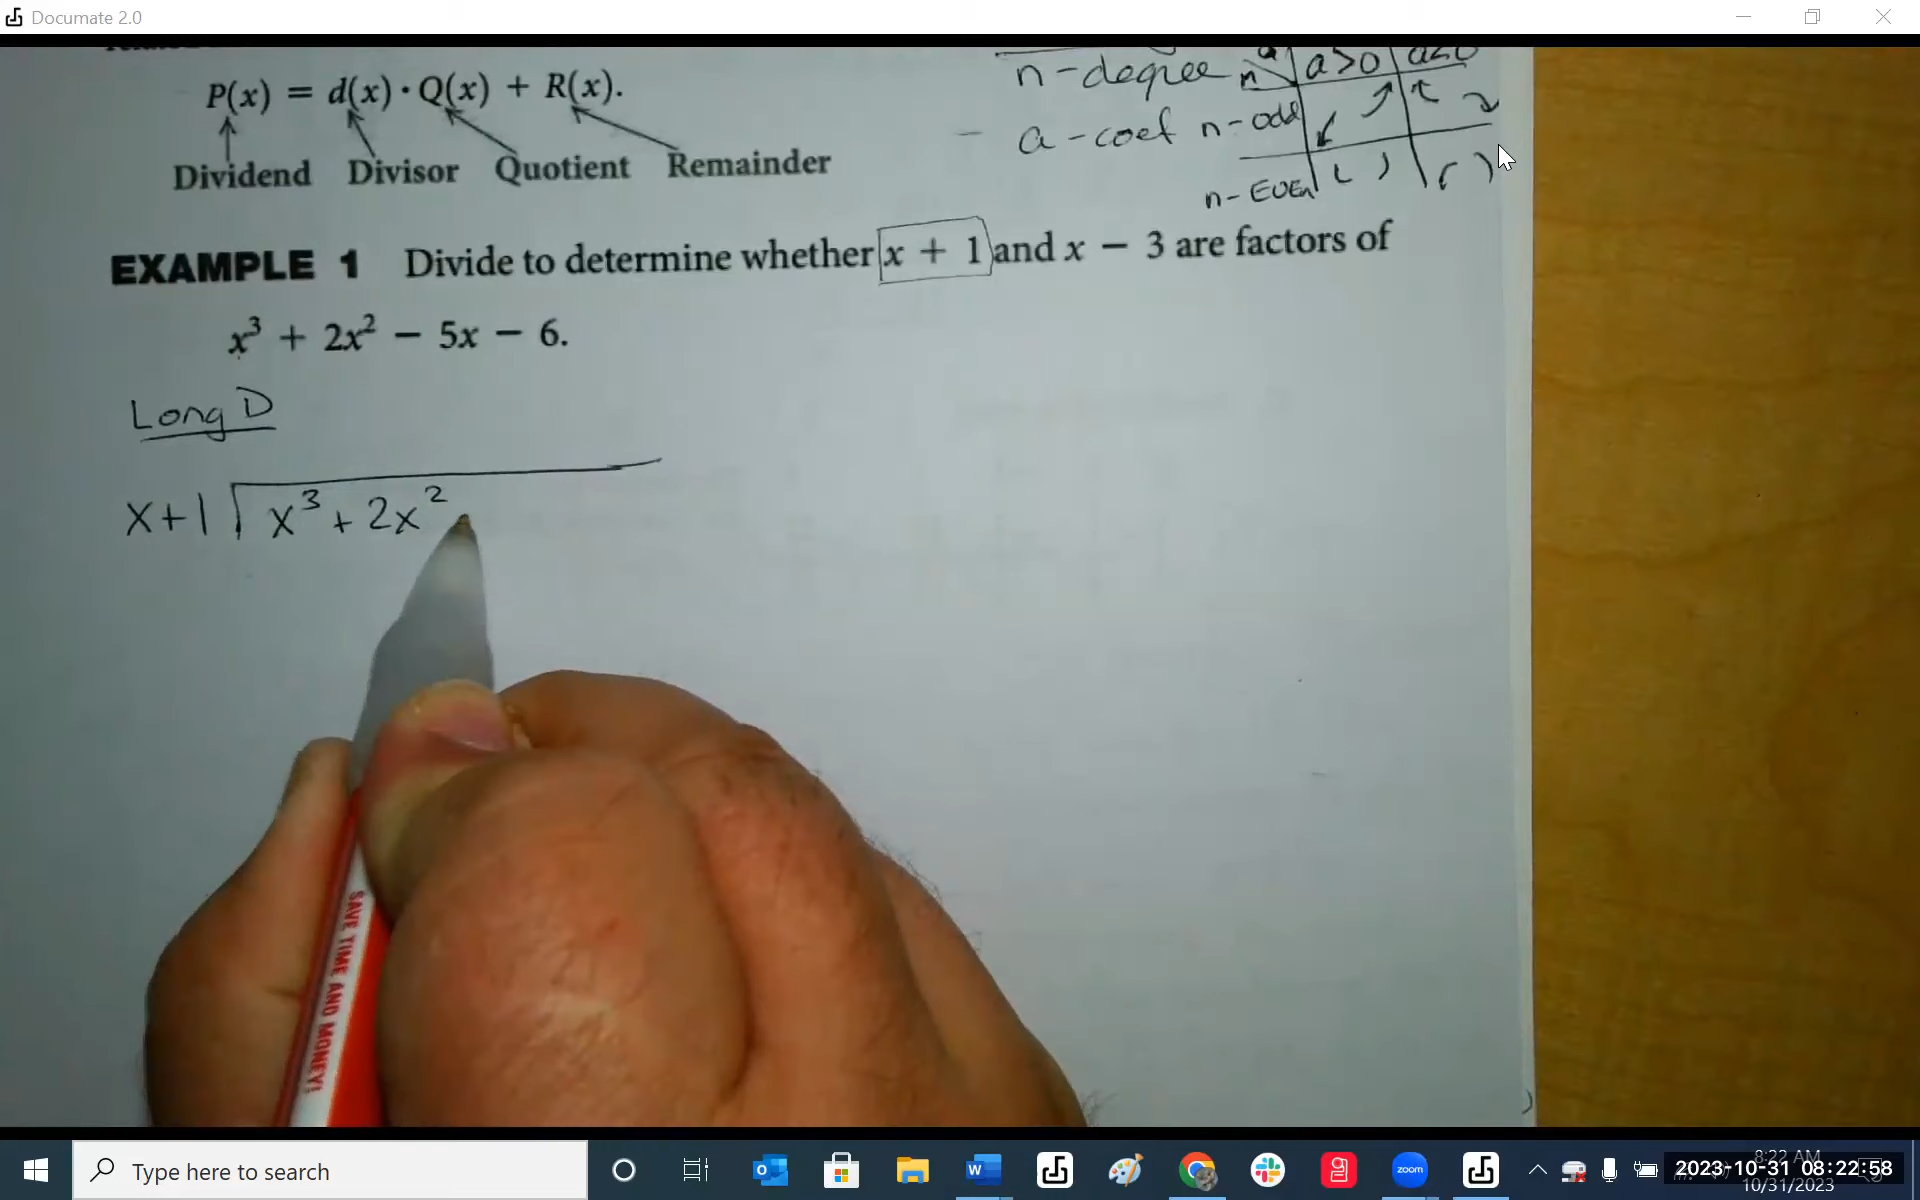 Documate 2.0
P(x) = d(x) · Q(x) + R(x).
Dividend Divisor Quotient Remainder
n-degree
a-coef
n a a>0 a<0
n-odd
n-EVEN
EXAMPLE 1 Divide to determine whether x + 1 and x − 3 are factors of
x³ + 2x² − 5x − 6.
Long D
x+1 x³ + 2x²
SAVE TIME AND MONEY!
Type here to search
zoom
8:22 AM
2023-10-31 08:22:58
10/31/2023